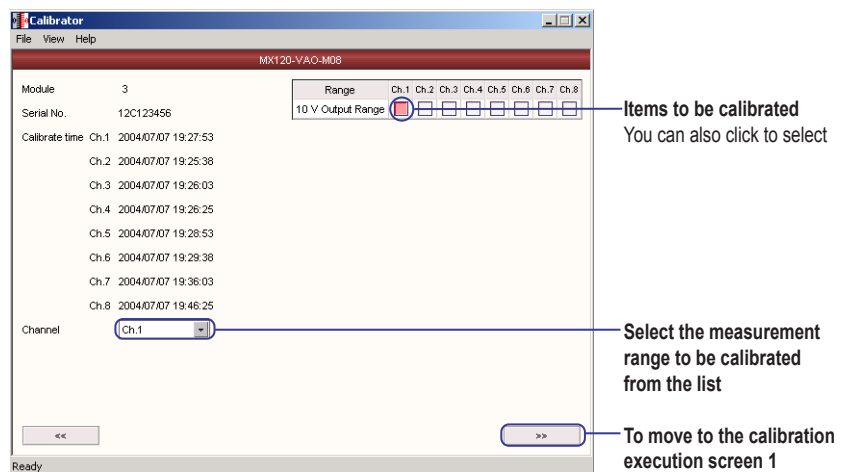 Calibrator
File View Help
MX120-VAO-M08
Module 3
Serial No. 12C123456
Calibrate time Ch.1 2004/07/07 19:27:53
Ch.2 2004/07/07 19:25:38
Ch.3 2004/07/07 19:26:03
Ch.4 2004/07/07 19:26:25
Ch.5 2004/07/07 19:28:53
Ch.6 2004/07/07 19:29:38
Ch.7 2004/07/07 19:36:03
Ch.8 2004/07/07 19:46:25
Channel Ch.1
Range Ch.1 Ch.2 Ch.3 Ch.4 Ch.5 Ch.6 Ch.7 Ch.8
10 V Output Range
Items to be calibrated
You can also click to select
Select the measurement
range to be calibrated
from the list
<< >>
To move to the calibration
execution screen 1
Ready